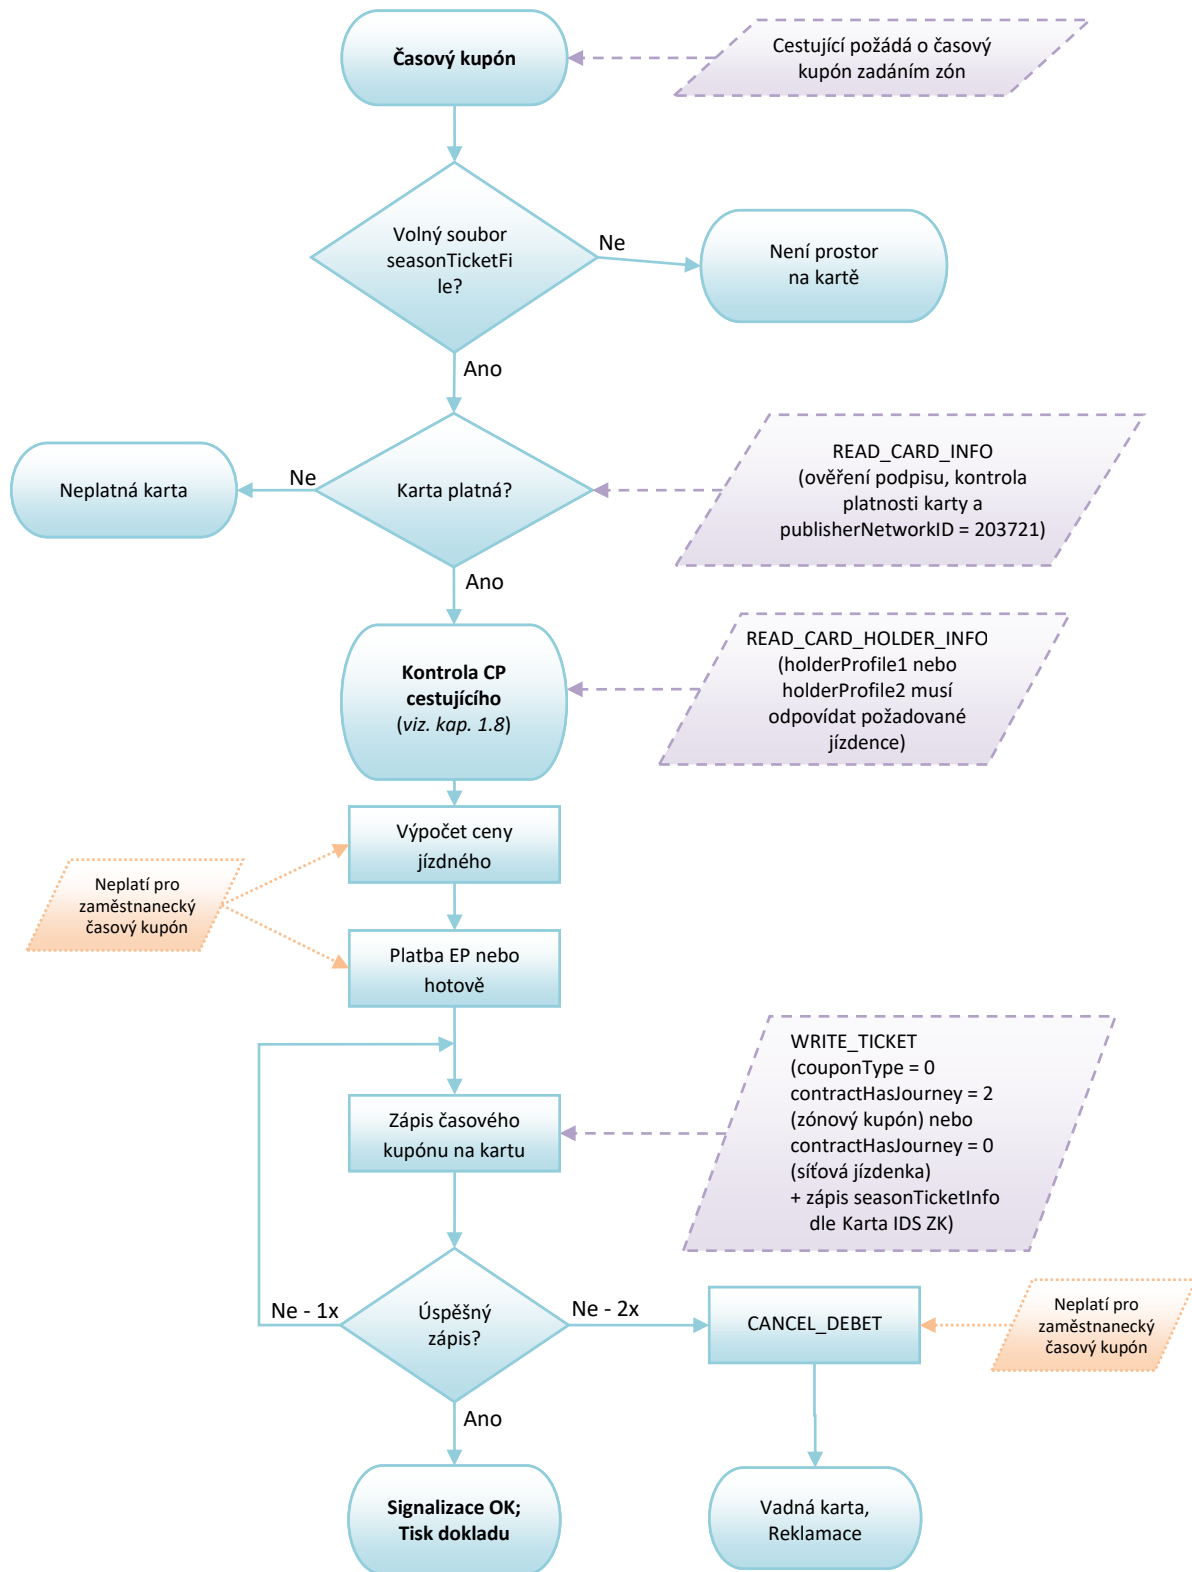 Časový kupón
Cestující požádá o časový
kupón zadáním zón
Volný soubor
seasonTicketFi
le?
Ne
Není prostor
na kartě
Ano
Neplatná karta
Ne
Karta platná?
READ_CARD_INFO
(ověření podpisu, kontrola
platnosti karty a
publisherNetworkID = 203721)
Ano
Kontrola CP
cestujícího
(viz. kap. 1.8)
READ_CARD_HOLDER_INFO
(holderProfile1 nebo
holderProfile2 musí
odpovídat požadované
jízdence)
Výpočet ceny
jízdného
Neplatí pro
zaměstnanecký
časový kupón
Platba EP nebo
hotově
WRITE_TICKET
(couponType = 0
contractHasJourney = 2
(zónový kupón) nebo
contractHasJourney = 0
(síťová jízdenka)
+ zápis seasonTicketInfo
dle Karta IDS ZK)
Zápis časového
kupónu na kartu
Ne - 1x
Úspěšný
zápis?
Ne - 2x
CANCEL_DEBET
Neplatí pro
zaměstnanecký
časový kupón
Ano
Signalizace OK;
Tisk dokladu
Vadná karta,
Reklamace